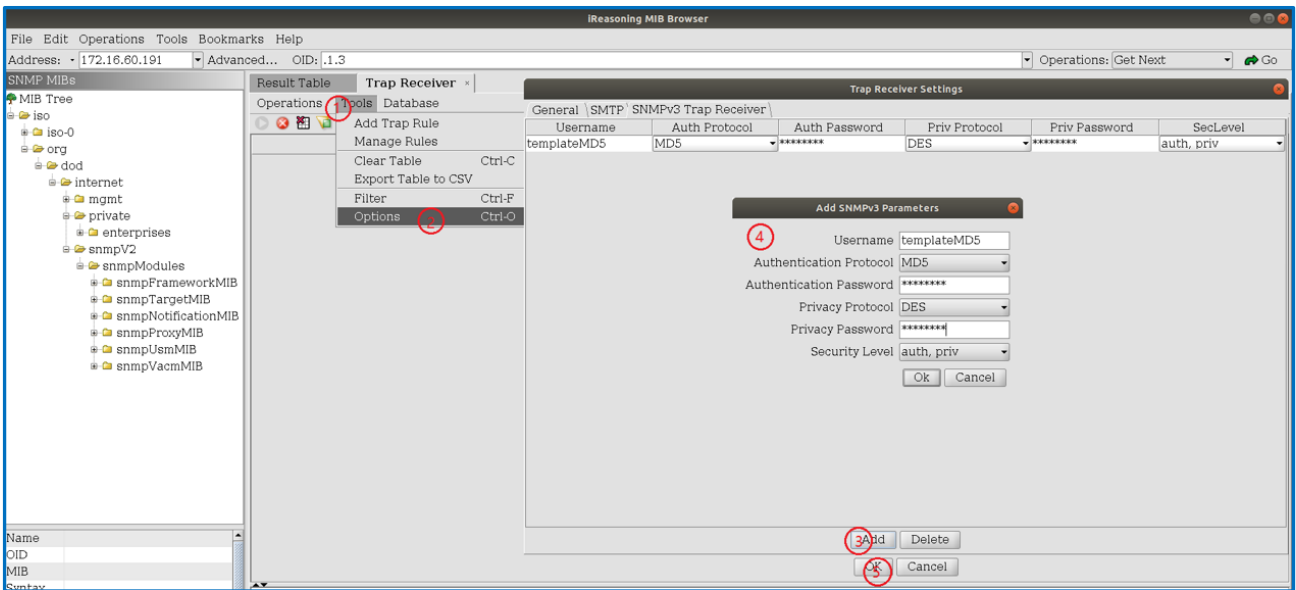 iReasoning MIB Browser
File Edit Operations Tools Bookmarks Help
Address: 172.16.60.191 Advanced... OID: .1.3 Operations: Get Next Go
SNMP MIBs
MIB Tree
iso
iso-0
org
dod
internet
mgmt
private
enterprises
snmpV2
snmpModules
snmpFrameworkMIB
snmpTargetMIB
snmpNotificationMIB
snmpProxyMIB
snmpUsmMIB
snmpVacmMIB
Name
OID
MIB
Syntax
Result Table Trap Receiver ×
Operations 1 Tools Database
Add Trap Rule
Manage Rules
Clear Table Ctrl-C
Export Table to CSV
Filter Ctrl-F
Options 2 Ctrl-O
Trap Receiver Settings
General SMTP SNMPv3 Trap Receiver
Username Auth Protocol Auth Password Priv Protocol Priv Password SecLevel
templateMD5 MD5 ******** DES ******** auth, priv
Add SNMPv3 Parameters
4
Username templateMD5
Authentication Protocol MD5
Authentication Password ********
Privacy Protocol DES
Privacy Password ********
Security Level auth, priv
Ok Cancel
3 Add Delete
OK 5 Cancel